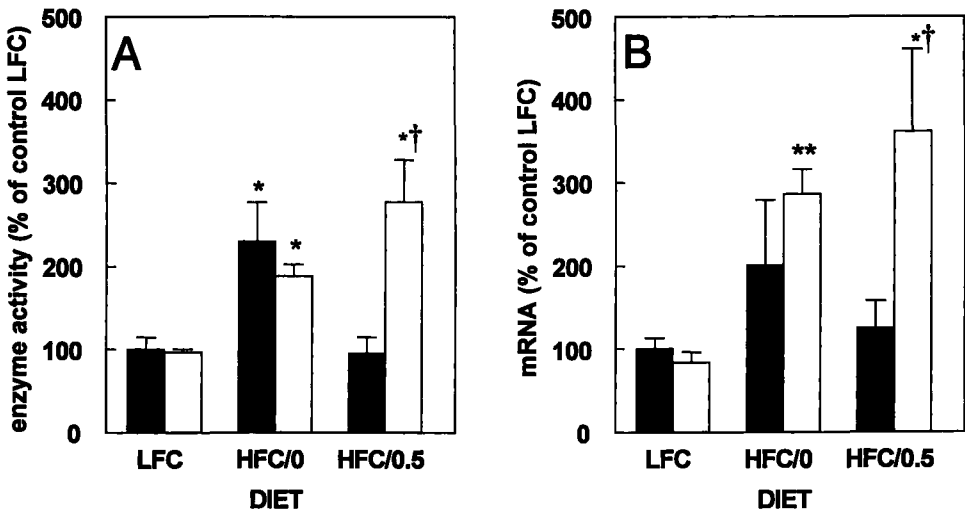 A
enzyme activity (% of control LFC)
500
400
300
200
100
0
*
*
*†
LFC HFC/0 HFC/0.5
DIET
B
mRNA (% of control LFC)
500
400
300
200
100
0
**
*†
LFC HFC/0 HFC/0.5
DIET